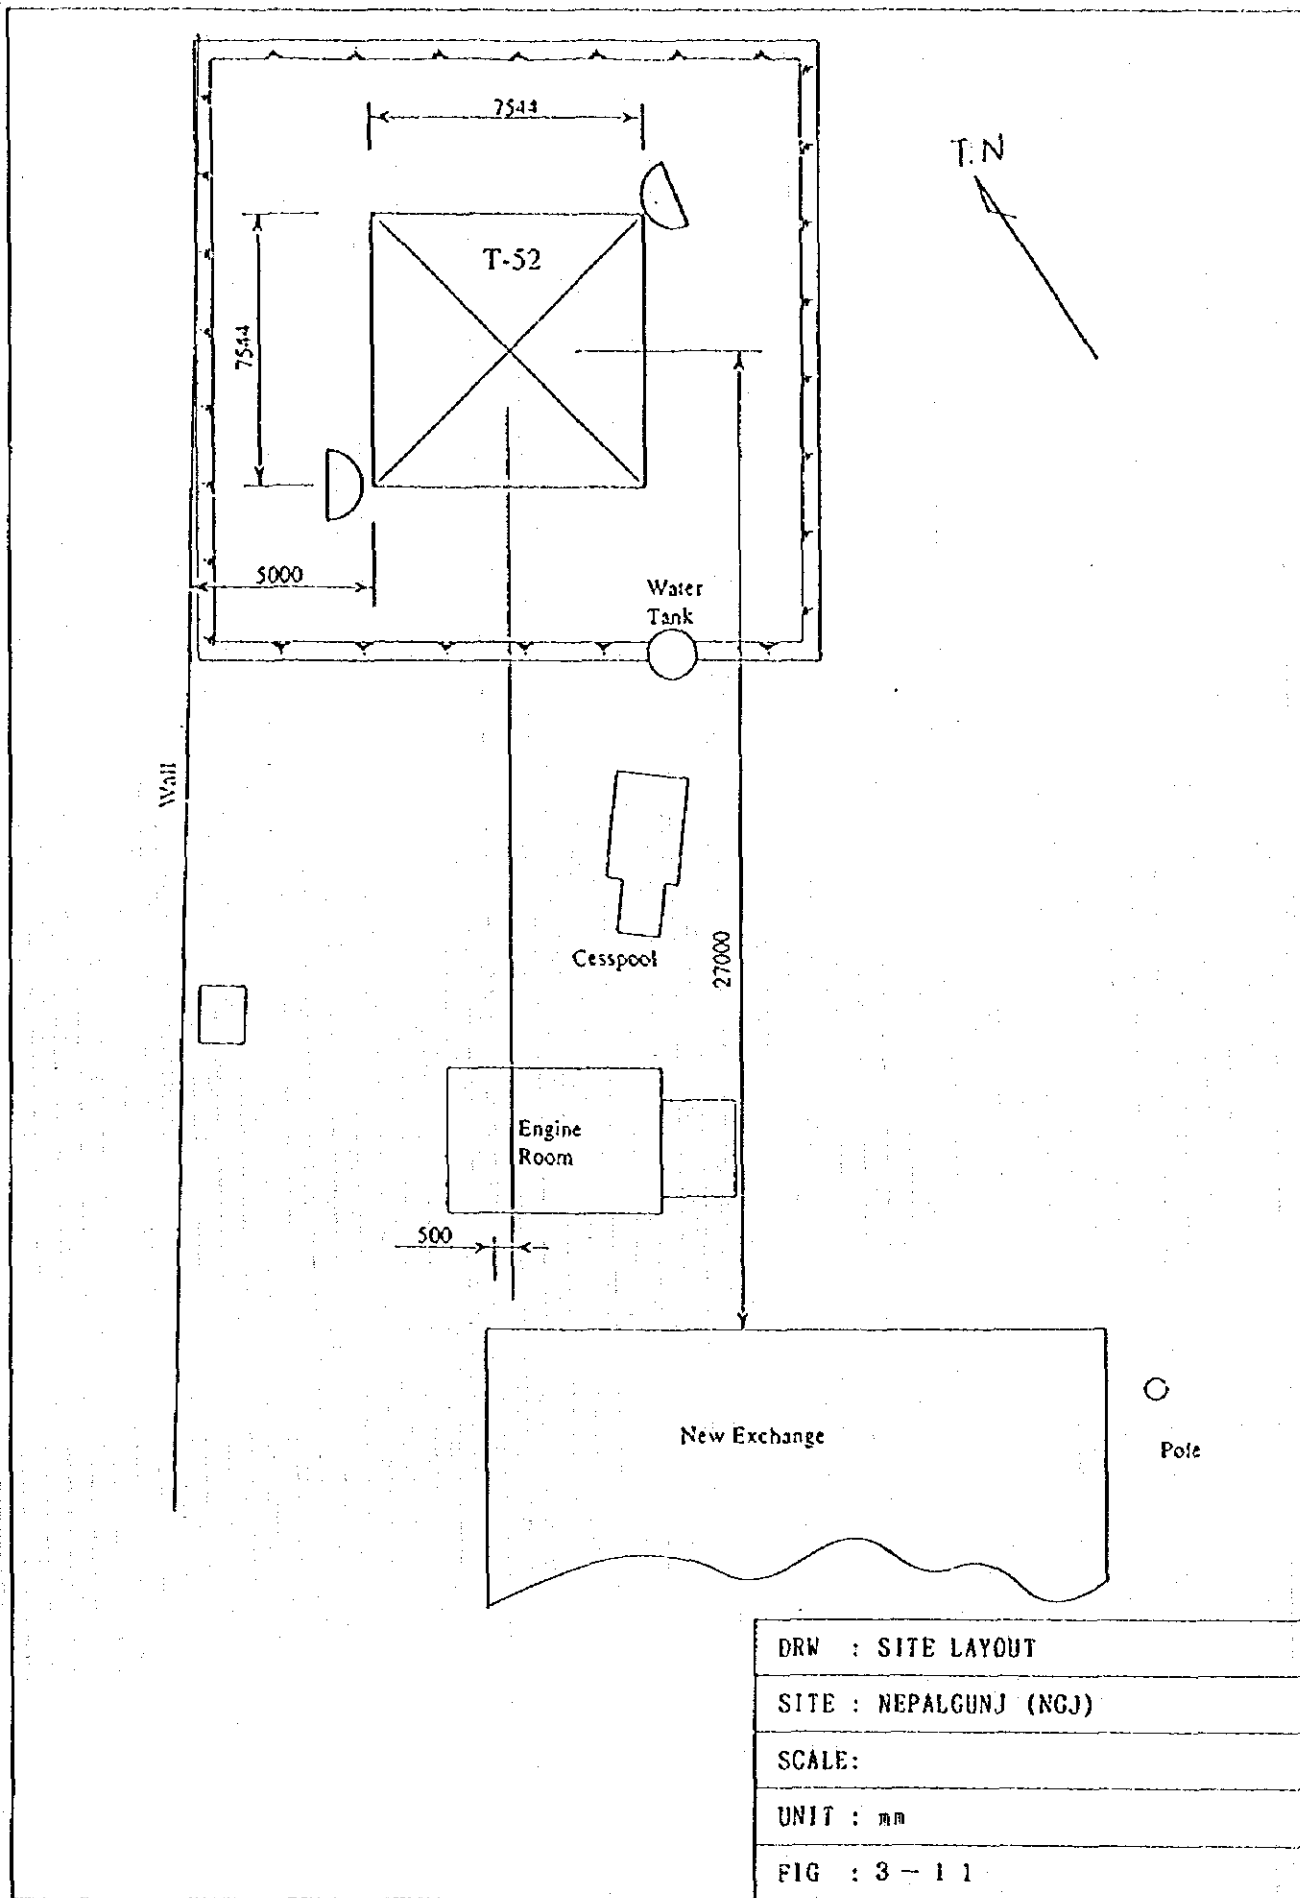 7544
T.N
T-52
7544
5000
Water
Tank
Wall
Cesspool
27000
Engine
Room
500
New Exchange
Pole
DRW : SITE LAYOUT
SITE : NEPALGUNJ (NGJ)
SCALE:
UNIT : mm
FIG : 3 - 1 1